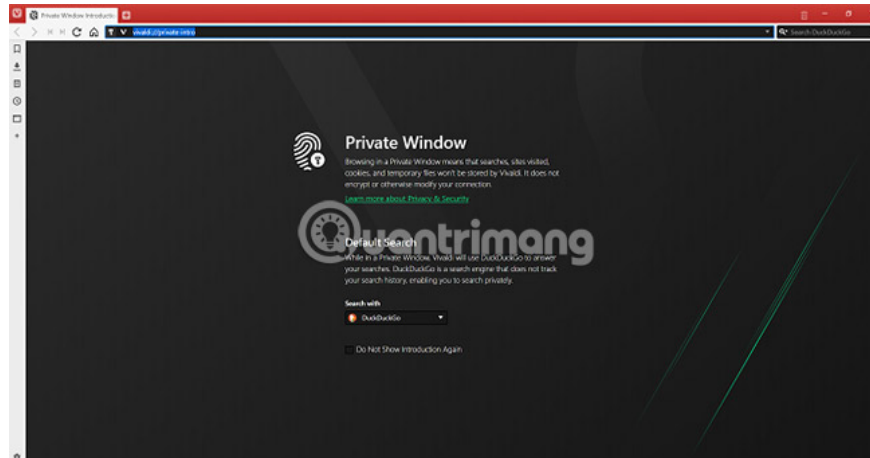 Private Window Introducti
vivaldi://private-intro
Search DuckDuckGo
Private Window
Browsing in a Private Window means that searches, sites visited,
cookies, and temporary files won't be stored by Vivaldi. It does not
encrypt or otherwise modify your connection.
Learn more about Privacy & Security
Quantrimang
Default Search
While in a Private Window, Vivaldi will use DuckDuckGo to answer
your searches. DuckDuckGo is a search engine that does not track
your search history, enabling you to search privately.
Search with
DuckDuckGo
Do Not Show Introduction Again